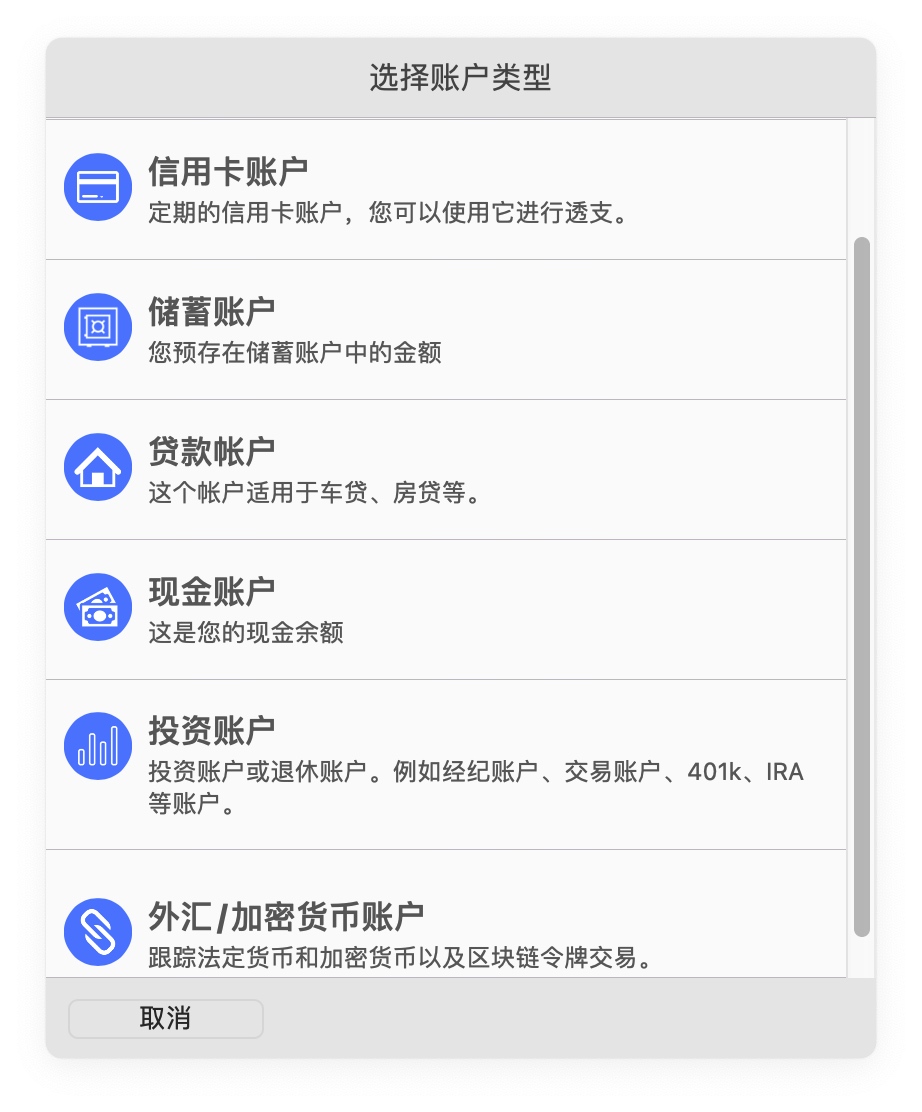 选择账户类型
信用卡账户
定期的信用卡账户，您可以使用它进行透支。
储蓄账户
您预存在储蓄账户中的金额
贷款帐户
这个帐户适用于车贷、房贷等。
现金账户
这是您的现金余额
投资账户
投资账户或退休账户。例如经纪账户、交易账户、401k、IRA
等账户。
外汇/加密货币账户
跟踪法定货币和加密货币以及区块链令牌交易。
取消